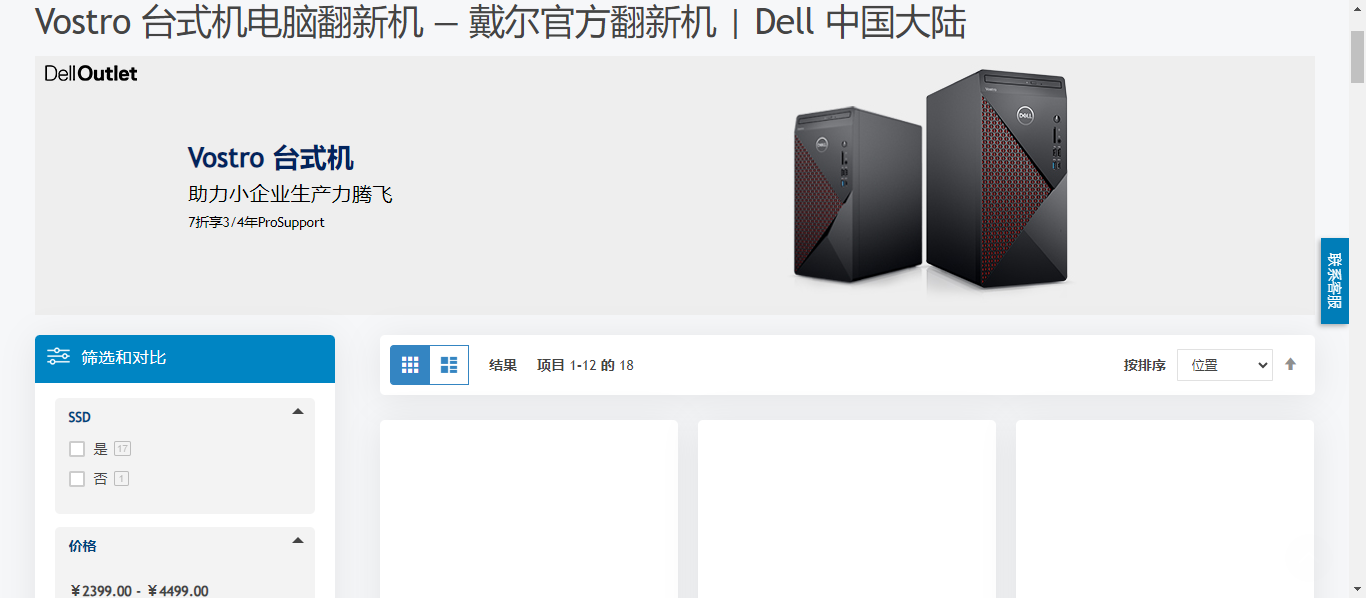 Vostro 台式机电脑翻新机 – 戴尔官方翻新机 | Dell 中国大陆
DellOutlet
Vostro 台式机
助力小企业生产力腾飞
7折享3/4年ProSupport
DELL
DELL
联系客服
筛选和对比
结果 项目 1-12 的 18
按排序 位置
SSD
是 17
否 1
价格
¥2399.00 - ¥4499.00